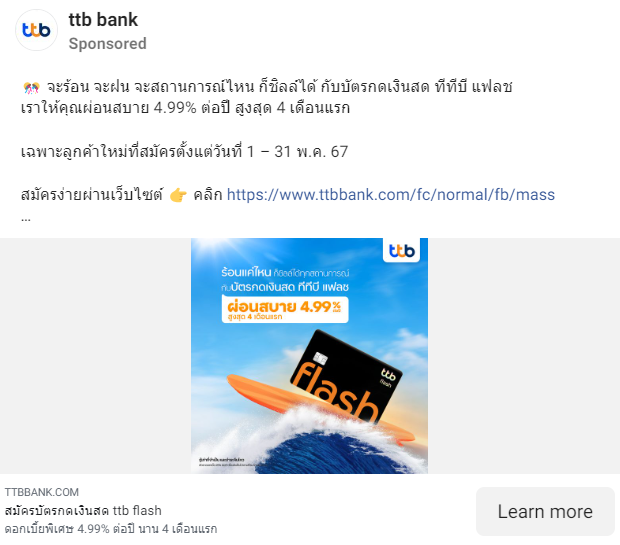 ttb
ttb bank
Sponsored
🎊 จะร้อน จะฝน จะสถานการณ์ไหน ก็ชิลล์ได้ กับบัตรกดเงินสด ทีทีบี แฟลช
เราให้คุณผ่อนสบาย 4.99% ต่อปี สูงสุด 4 เดือนแรก
เฉพาะลูกค้าใหม่ที่สมัครตั้งแต่วันที่ 1 – 31 พ.ค. 67
สมัครง่ายผ่านเว็บไซต์ 👉 คลิก https://www.ttbbank.com/fc/normal/fb/mass
...
ttb
ร้อนแค่ไหน ก็ชิลล์ได้ทุกสถานการณ์
กับบัตรกดเงินสด ทีทีบี แฟลช
ผ่อนสบาย 4.99%
สูงสุด 4 เดือนแรก
ttb
flash
flash
TTBBANK.COM
สมัครบัตรกดเงินสด ttb flash
ดอกเบี้ยพิเศษ 4.99% ต่อปี นาน 4 เดือนแรก
Learn more